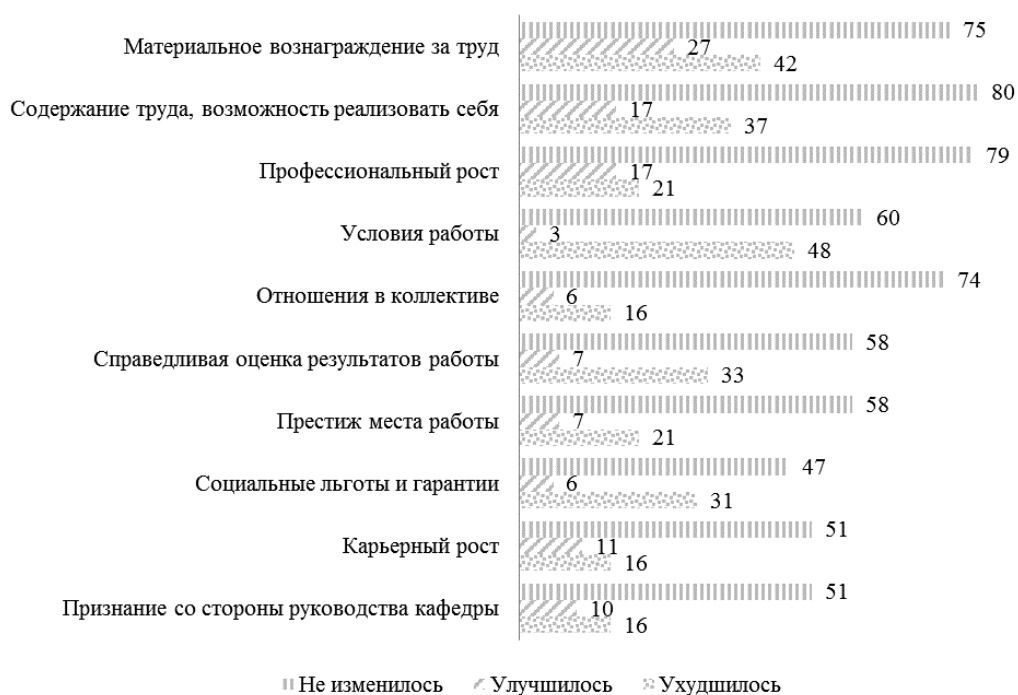 75
Материальное вознаграждение за труд
27
42
80
Содержание труда, возможность реализовать себя
17
37
79
Профессиональный рост
17
21
60
Условия работы
3
48
74
Отношения в коллективе
6
16
58
Справедливая оценка результатов работы
7
33
58
Престиж места работы
7
21
47
Социальные льготы и гарантии
6
31
51
Карьерный рост
11
16
51
Признание со стороны руководства кафедры
10
16
Не изменилось Улучшилось Ухудшилось